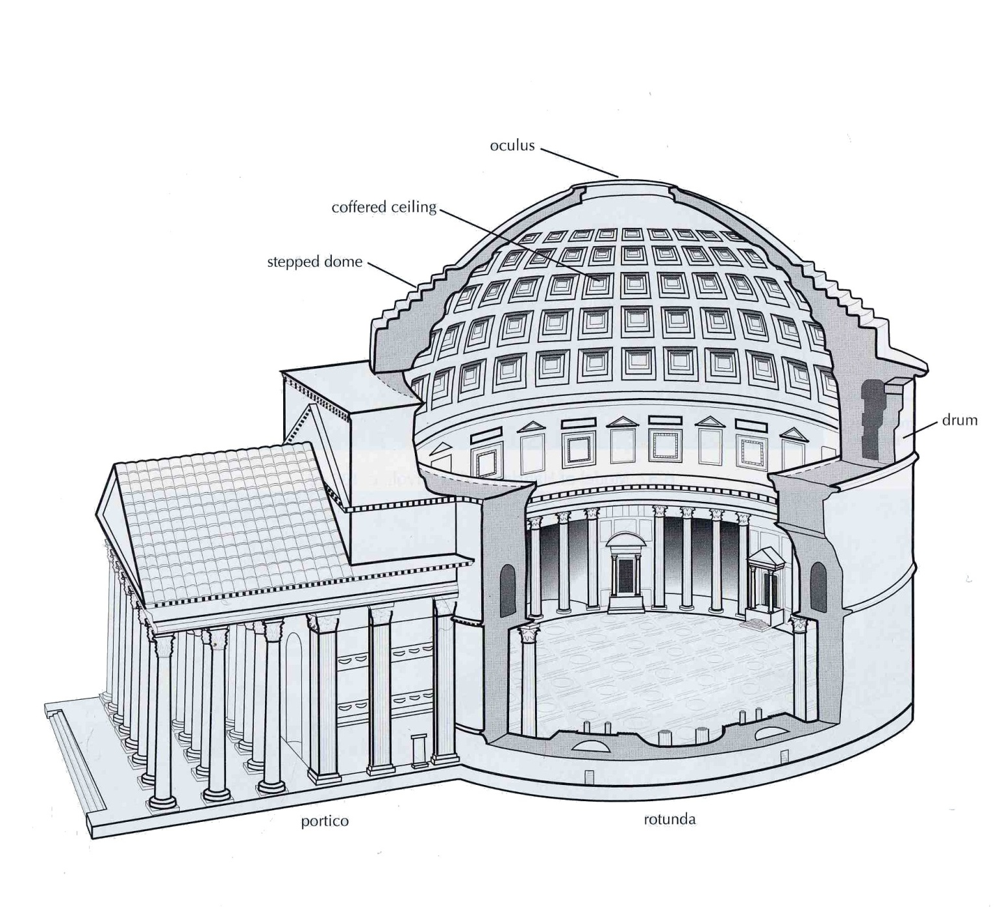 oculus
coffered ceiling
stepped dome
drum
portico
rotunda